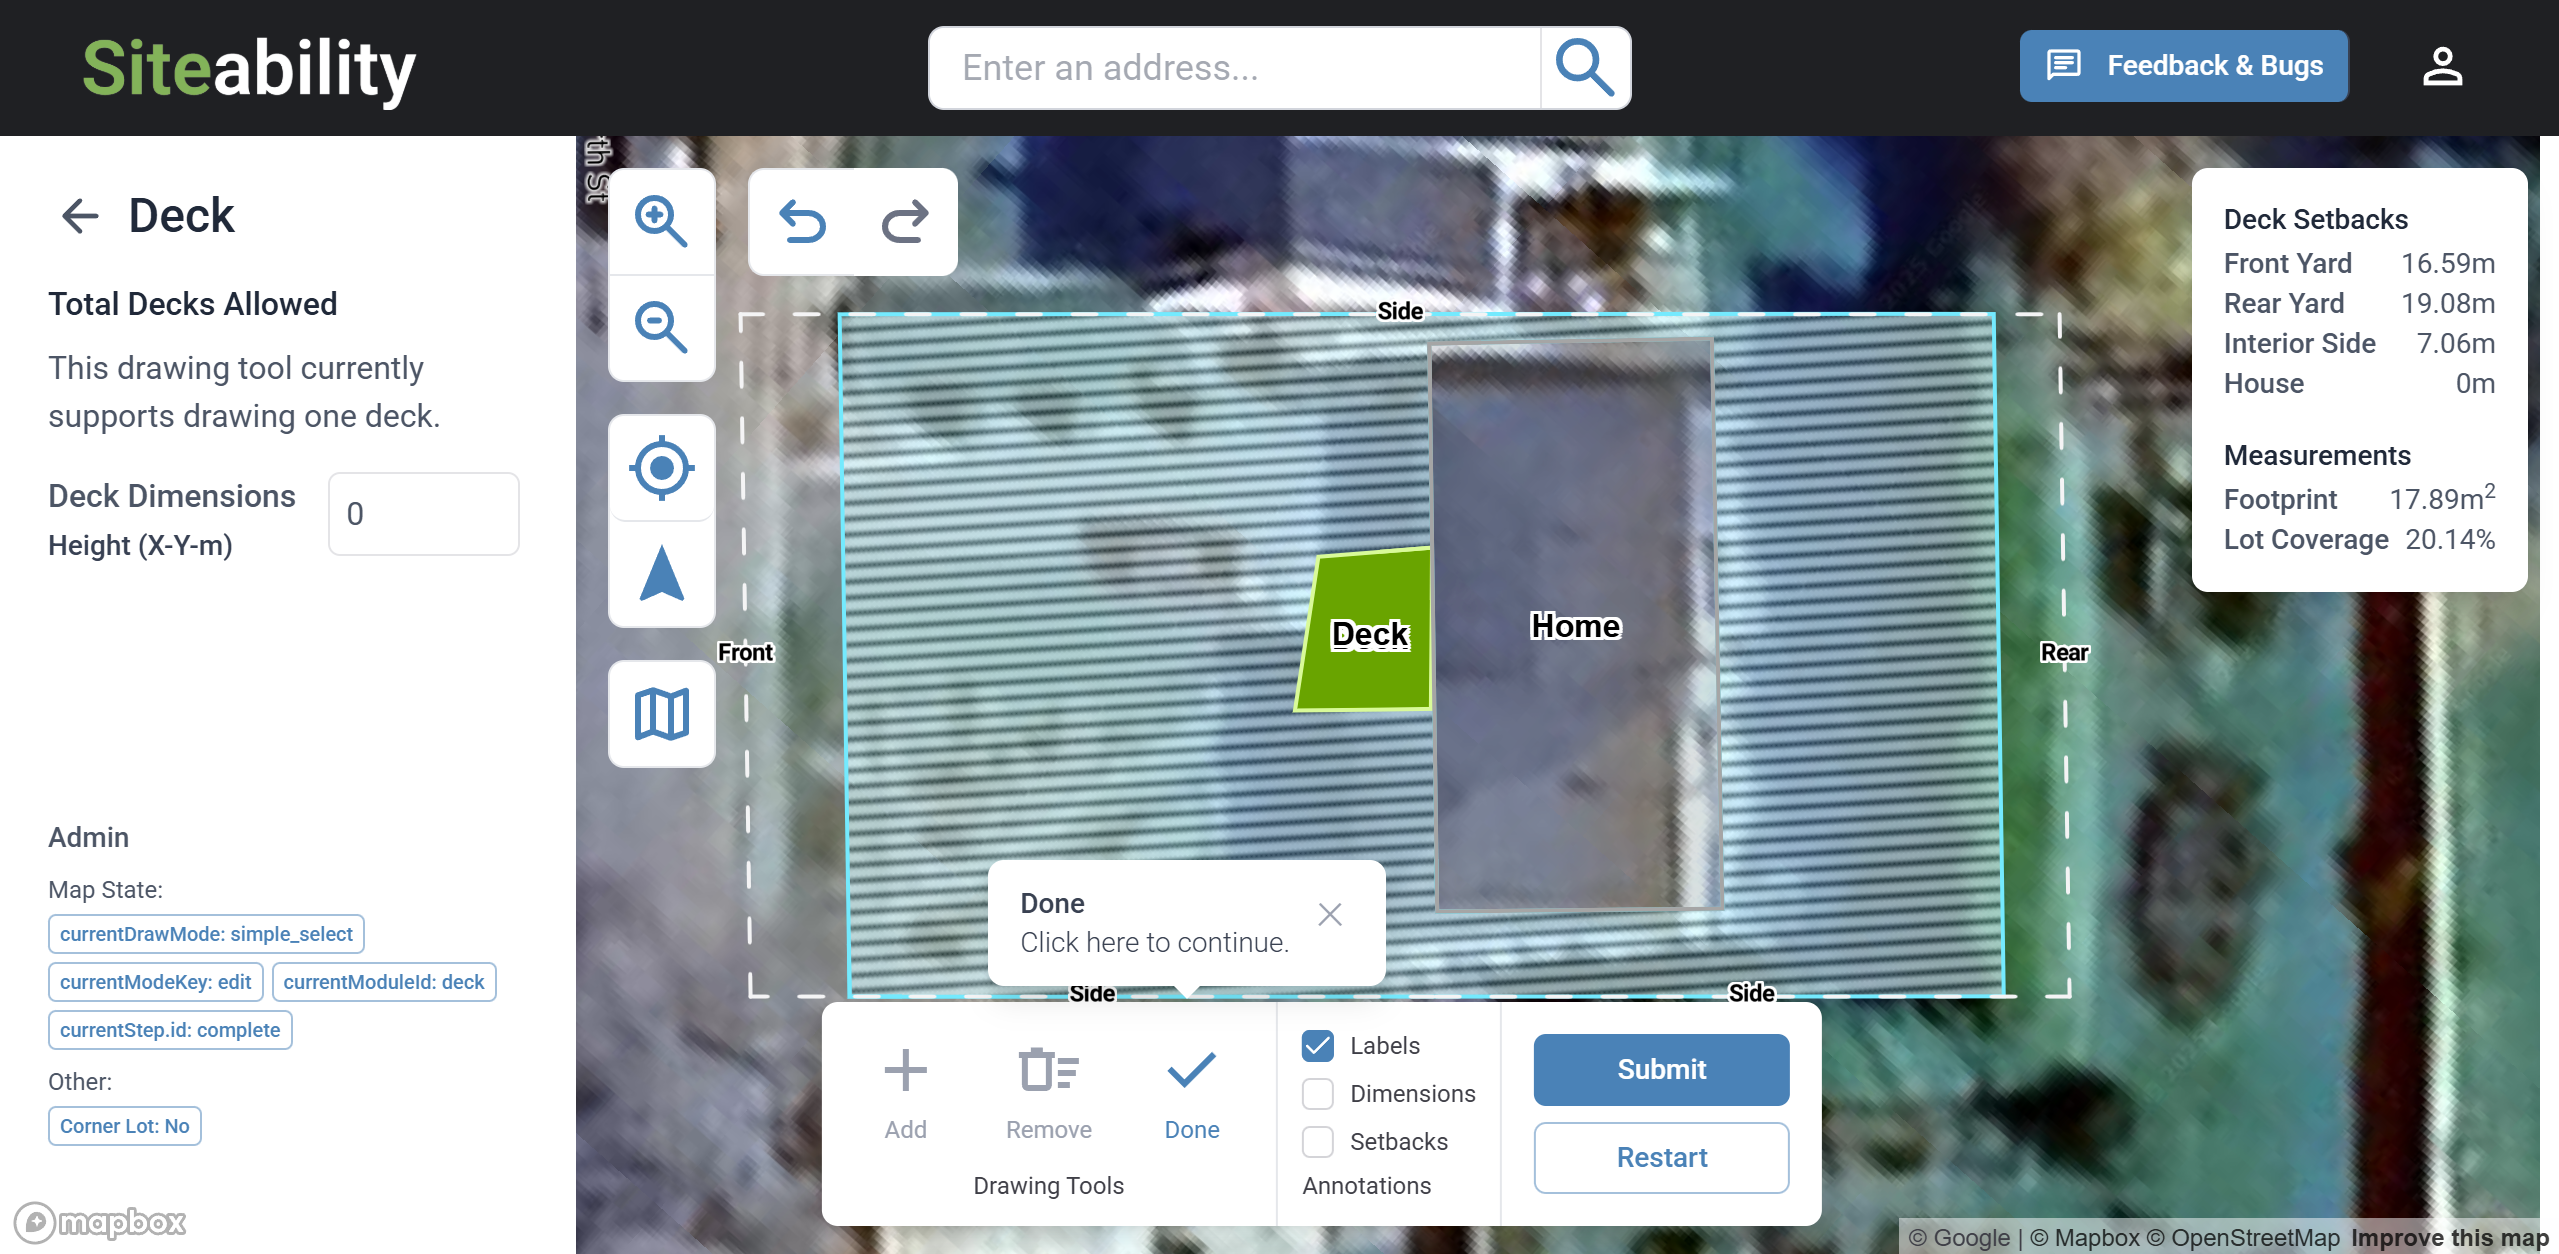 Siteability
Enter an address...
Feedback & Bugs
Deck
Total Decks Allowed
This drawing tool currently
supports drawing one deck.
Deck Dimensions
Height (X-Y-m)
0
Admin
Map State:
currentDrawMode: simple_select
currentModeKey: edit
currentModuleId: deck
currentStep.id: complete
Other:
Corner Lot: No
mapbox
th St
Side
Front
Deck
Home
Rear
Side
Side
Done
Click here to continue.
Add
Remove
Done
Drawing Tools
Labels
Dimensions
Setbacks
Annotations
Submit
Restart
Deck Setbacks
Front Yard 16.59m
Rear Yard 19.08m
Interior Side 7.06m
House 0m
Measurements
Footprint 17.89m²
Lot Coverage 20.14%
© Google | © Mapbox © OpenStreetMap Improve this map